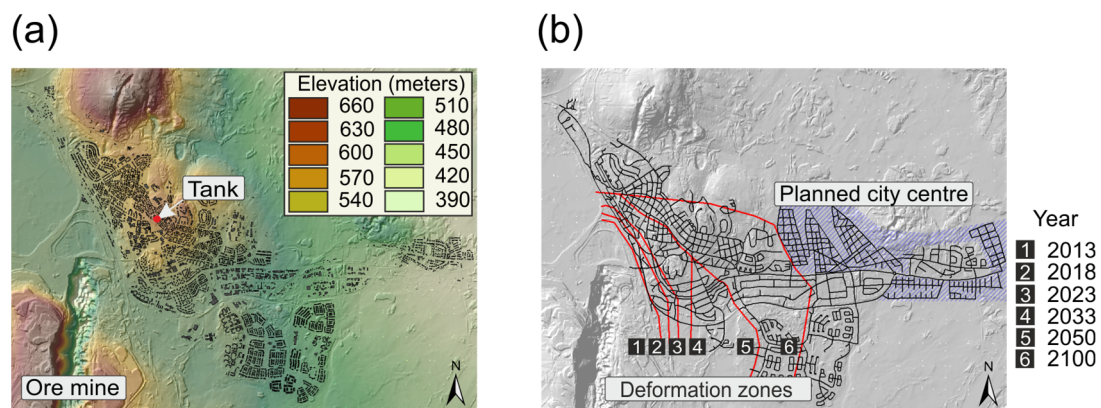 (a)
(b)
Elevation (meters)
660 510
630 480
600 450
570 420
540 390
Tank
Ore mine
N
Planned city centre
Year
1 2013
2 2018
3 2023
4 2033
5 2050
6 2100
1 2 3 4 5 6
Deformation zones
N